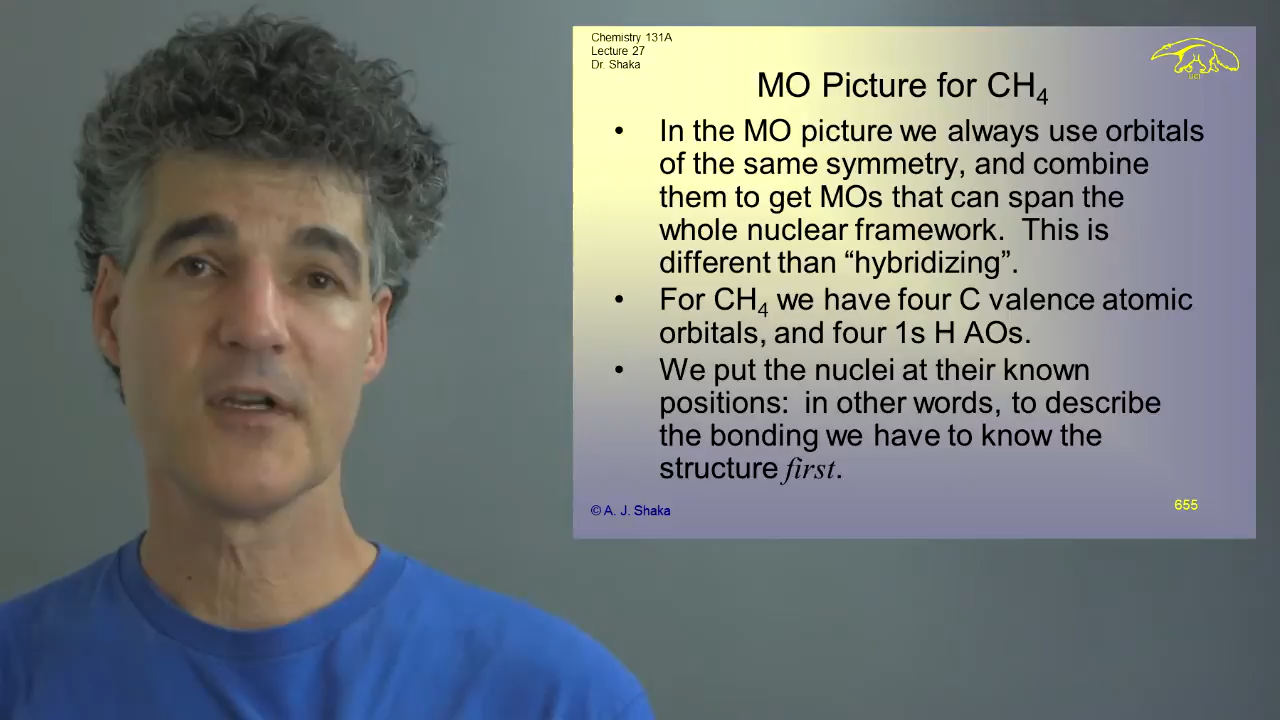 Chemistry 131A
Lecture 27
Dr. Shaka
UCI
MO Picture for CH₄
• In the MO picture we always use orbitals
of the same symmetry, and combine
them to get MOs that can span the
whole nuclear framework.  This is
different than “hybridizing”.
• For CH₄ we have four C valence atomic
orbitals, and four 1s H AOs.
• We put the nuclei at their known
positions:  in other words, to describe
the bonding we have to know the
structure first.
© A. J. Shaka
655